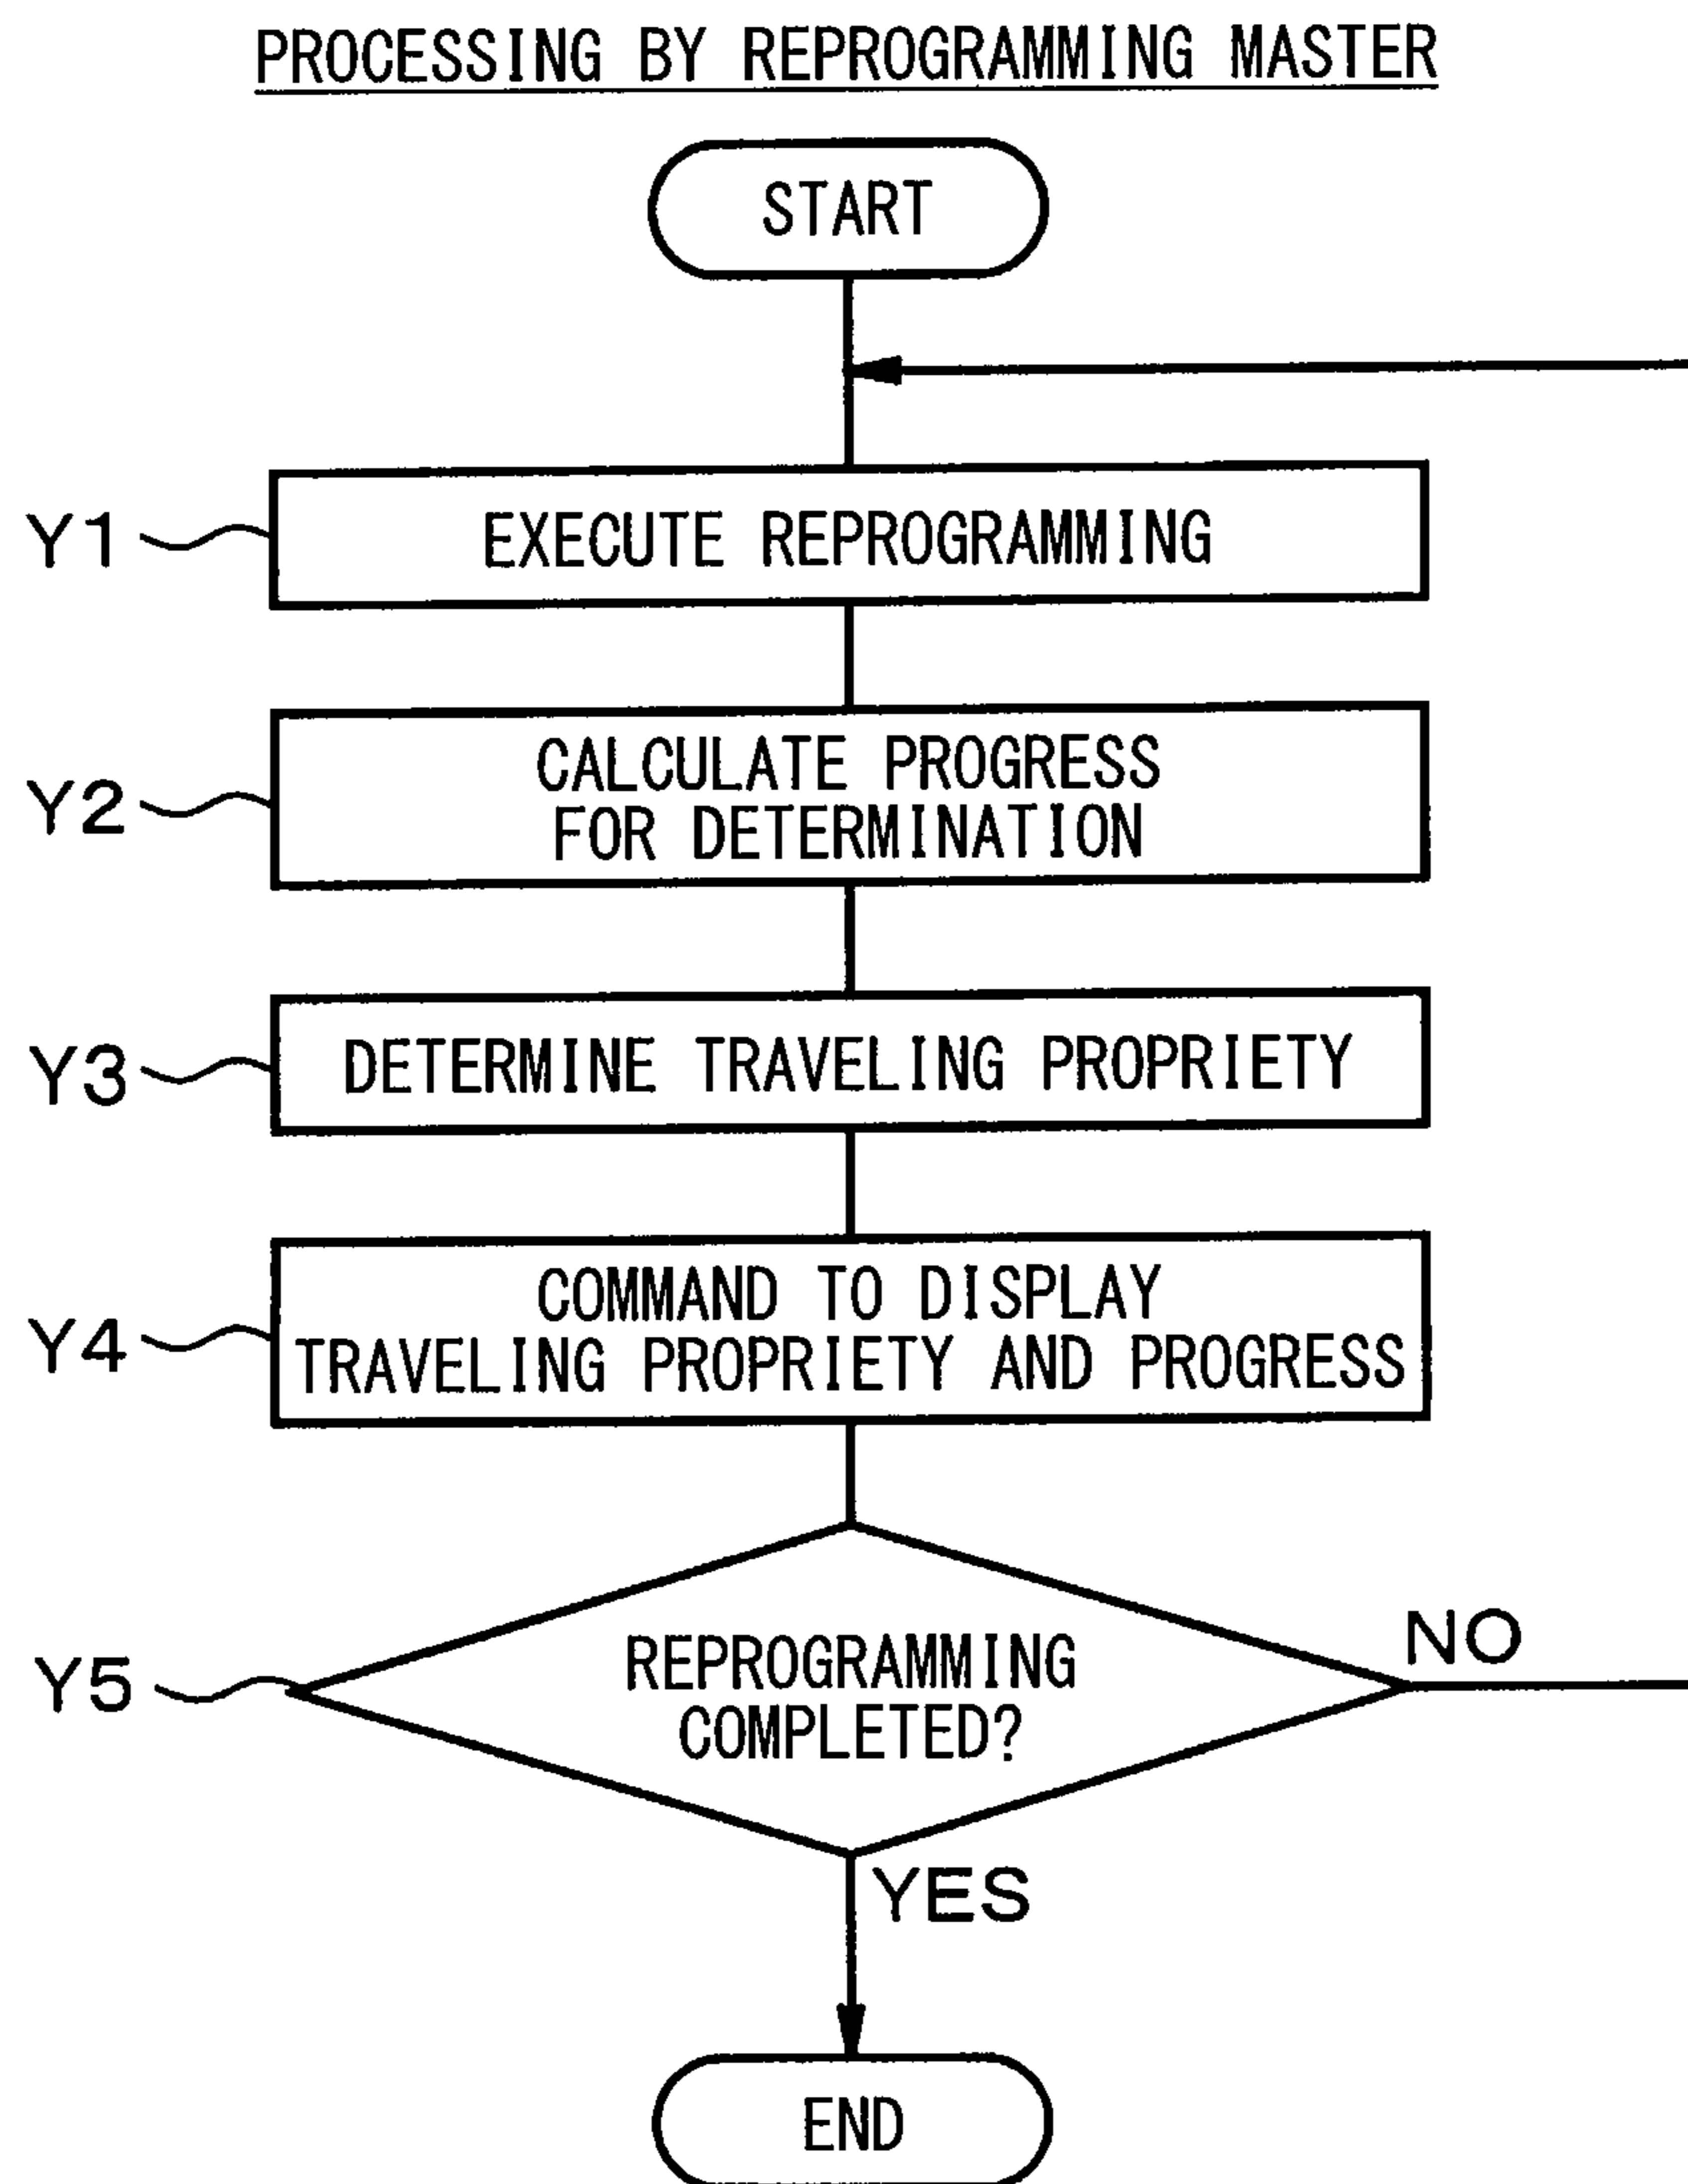 PROCESSING BY REPROGRAMMING MASTER
START
Y1
EXECUTE REPROGRAMMING
Y2
CALCULATE PROGRESS
FOR DETERMINATION
Y3
DETERMINE TRAVELING PROPRIETY
Y4
COMMAND TO DISPLAY
TRAVELING PROPRIETY AND PROGRESS
Y5
REPROGRAMMING
COMPLETED?
NO
YES
END